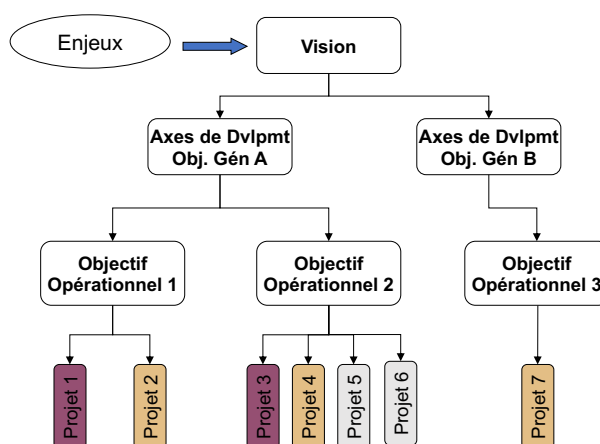 Enjeux
Vision
Axes de Dvlpmt
Obj. Gén A
Axes de Dvlpmt
Obj. Gén B
Objectif
Opérationnel 1
Objectif
Opérationnel 2
Objectif
Opérationnel 3
Projet 1
Projet 2
Projet 3
Projet 4
Projet 5
Projet 6
Projet 7